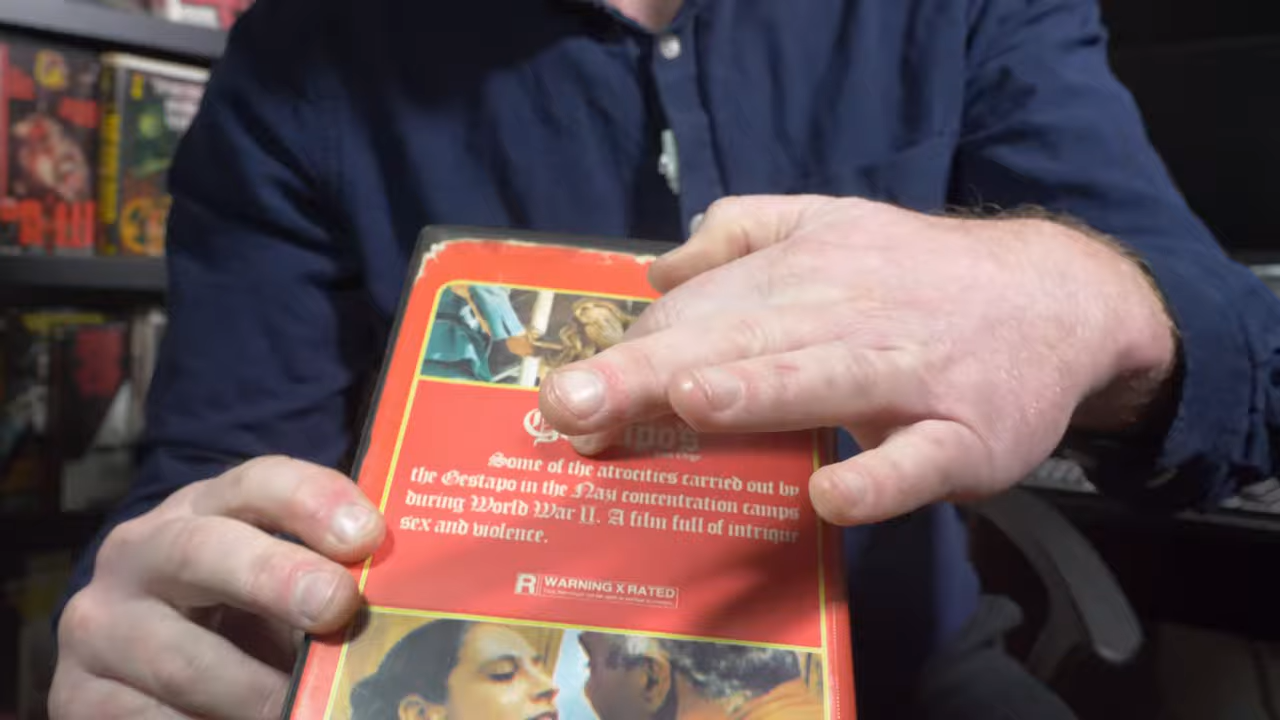 Some of the atrocities carried out by
the Gestapo in the Nazi concentration camps
during World War II. A film full of intrigue
sex and violence.
R WARNING X RATED